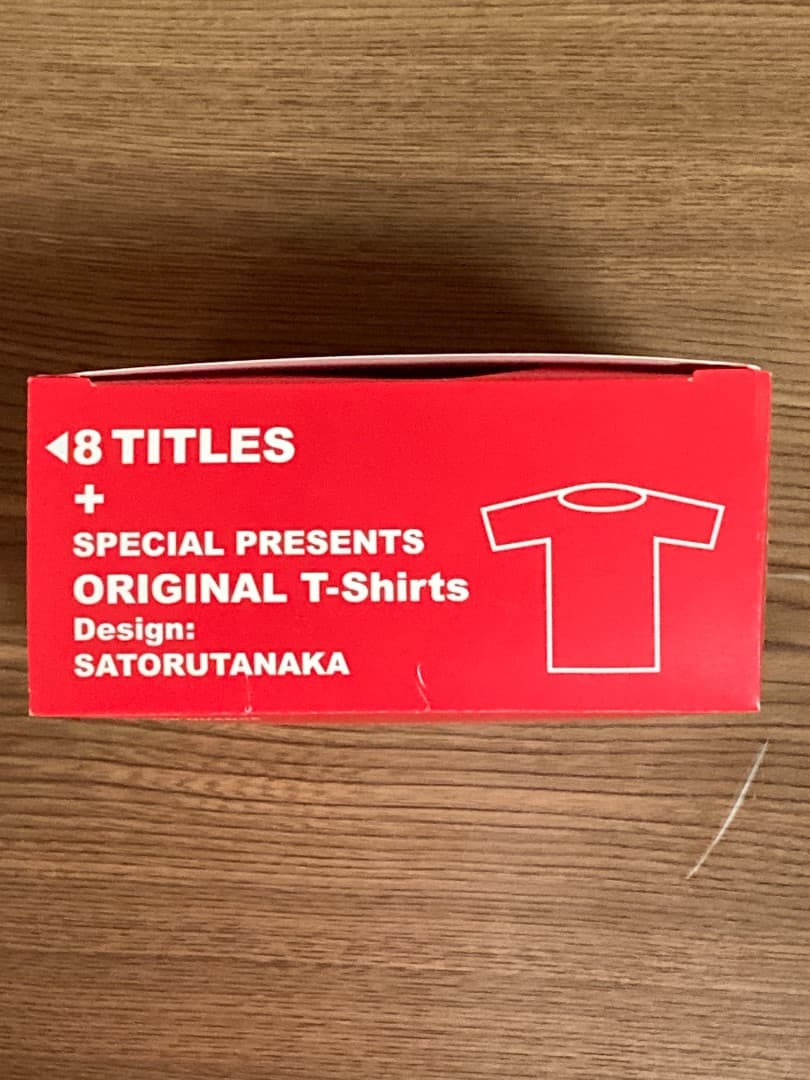 ◀8 TITLES
+
SPECIAL PRESENTS
ORIGINAL T-Shirts
Design:
SATORUTANAKA